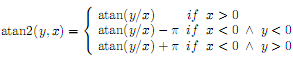 atan2(y,x) = { atan(y/x) if x > 0
atan(y/x) − π if x < 0 ∧ y < 0
atan(y/x) + π if x < 0 ∧ y > 0